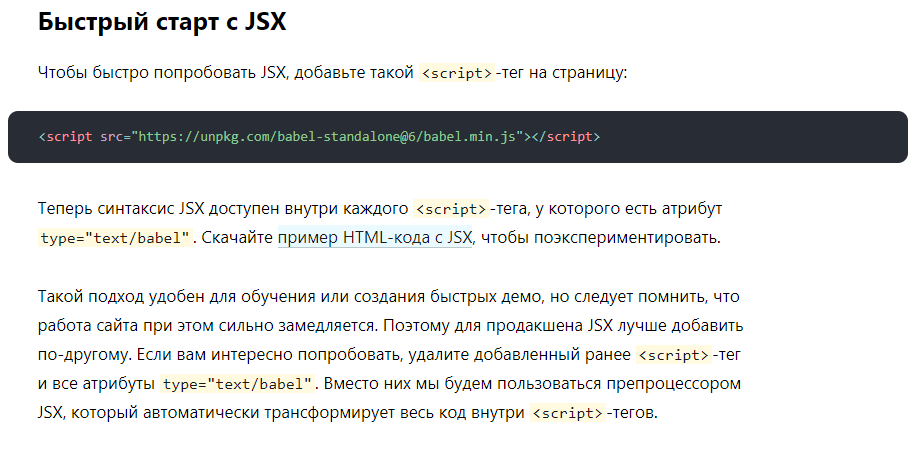 Быстрый старт с JSX
Чтобы быстро попробовать JSX, добавьте такой <script>-тег на страницу:
<script src="https://unpkg.com/babel-standalone@6/babel.min.js"></script>
Теперь синтаксис JSX доступен внутри каждого <script>-тега, у которого есть атрибут
type="text/babel". Скачайте пример HTML-кода с JSX, чтобы поэкспериментировать.
Такой подход удобен для обучения или создания быстрых демо, но следует помнить, что
работа сайта при этом сильно замедляется. Поэтому для продакшена JSX лучше добавить
по-другому. Если вам интересно попробовать, удалите добавленный ранее <script>-тег
и все атрибуты type="text/babel". Вместо них мы будем пользоваться препроцессором
JSX, который автоматически трансформирует весь код внутри <script>-тегов.